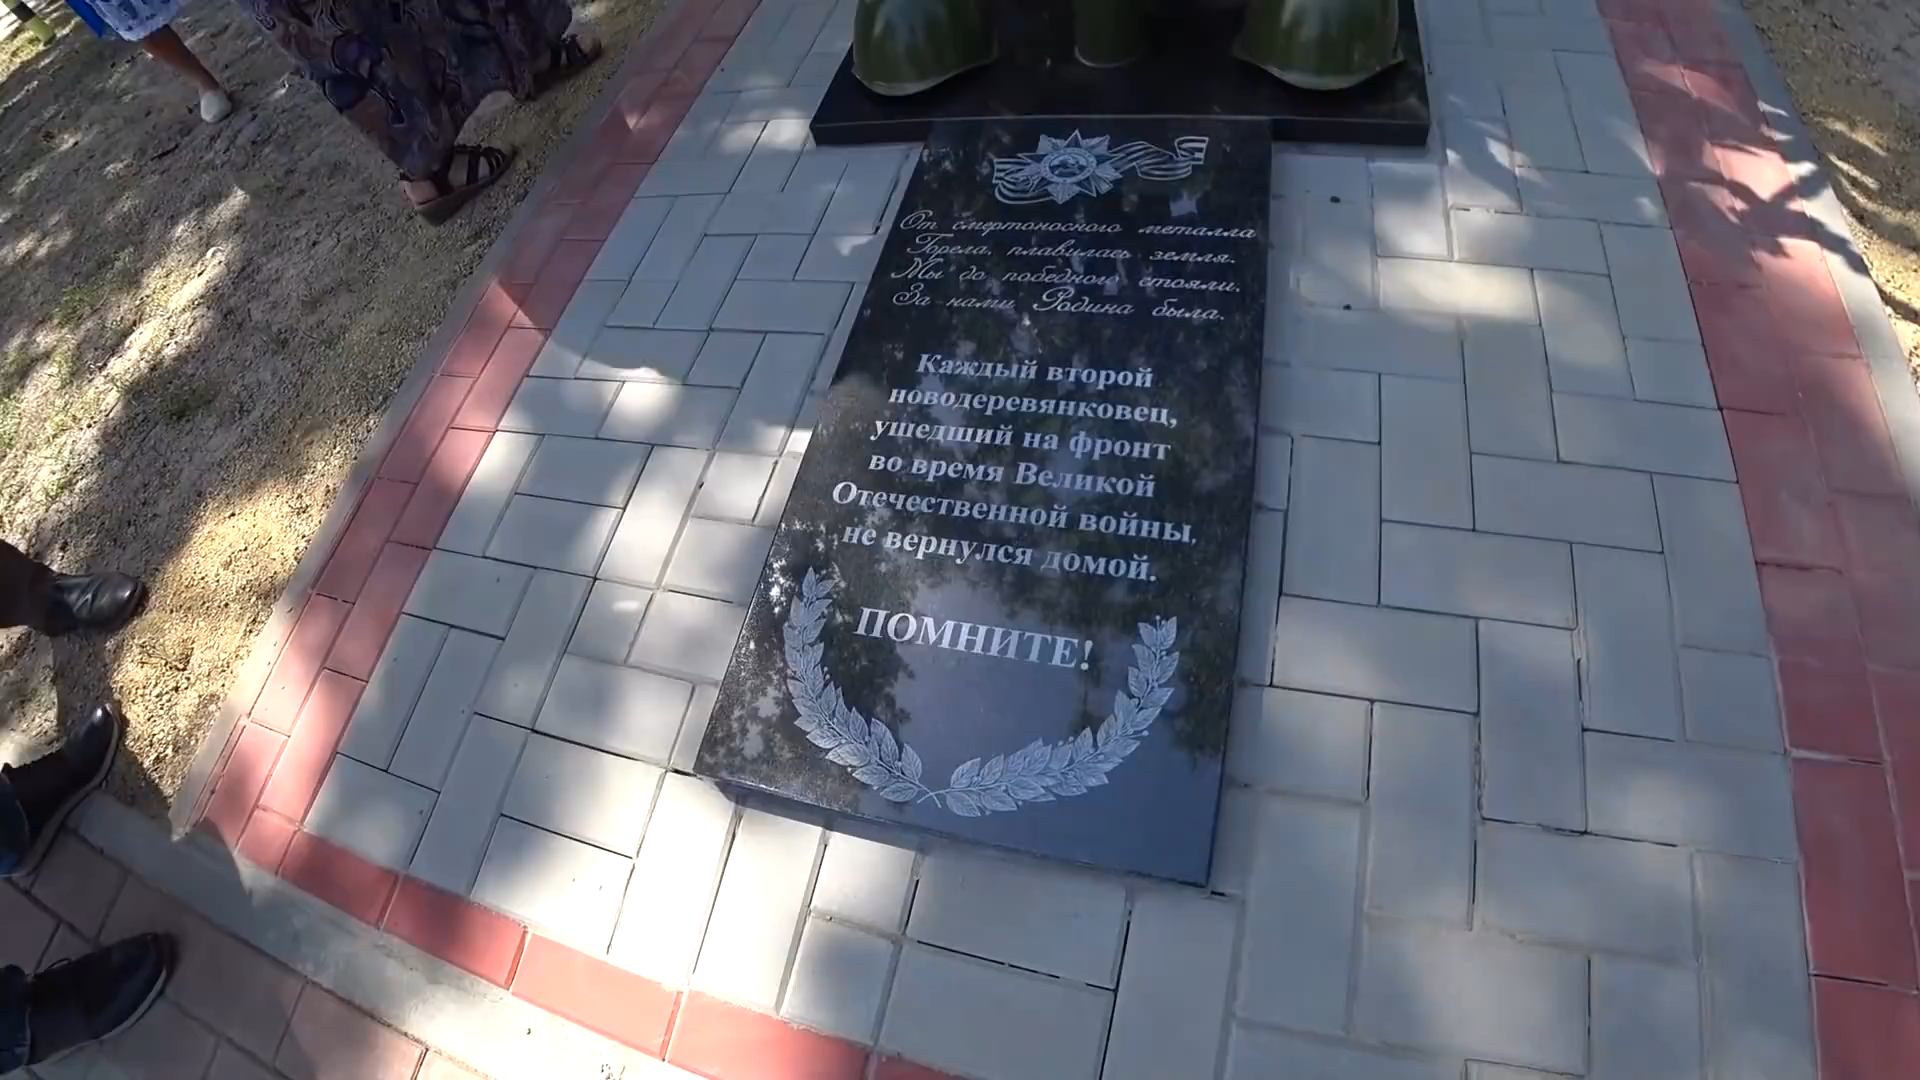 От смертоносного металла
Горела, плавилась земля.
Мы до победного стояли.
За нами Родина была.
Каждый второй
новодеревянковец,
ушедший на фронт
во время Великой
Отечественной войны,
не вернулся домой.
ПОМНИТЕ!